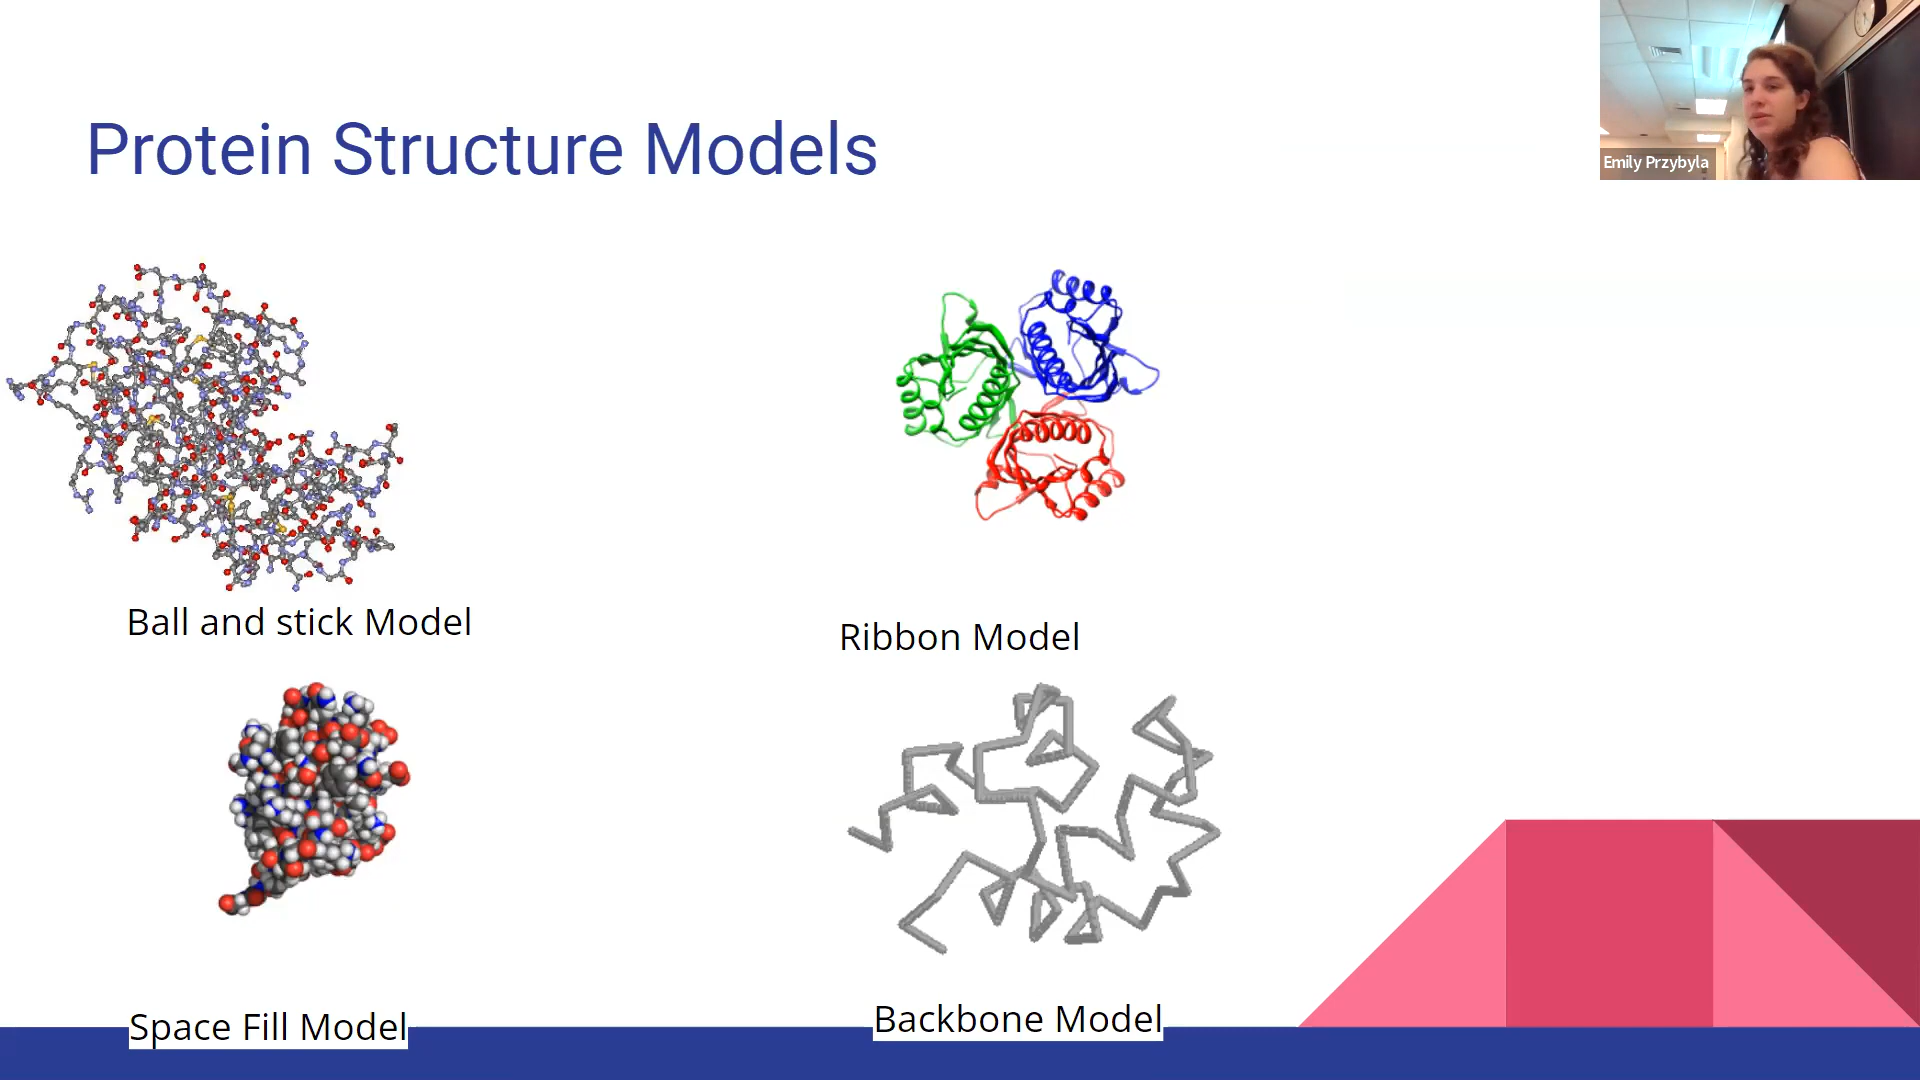 Protein Structure Models
Emily Przybyla
Ball and stick Model
Ribbon Model
Space Fill Model
Backbone Model